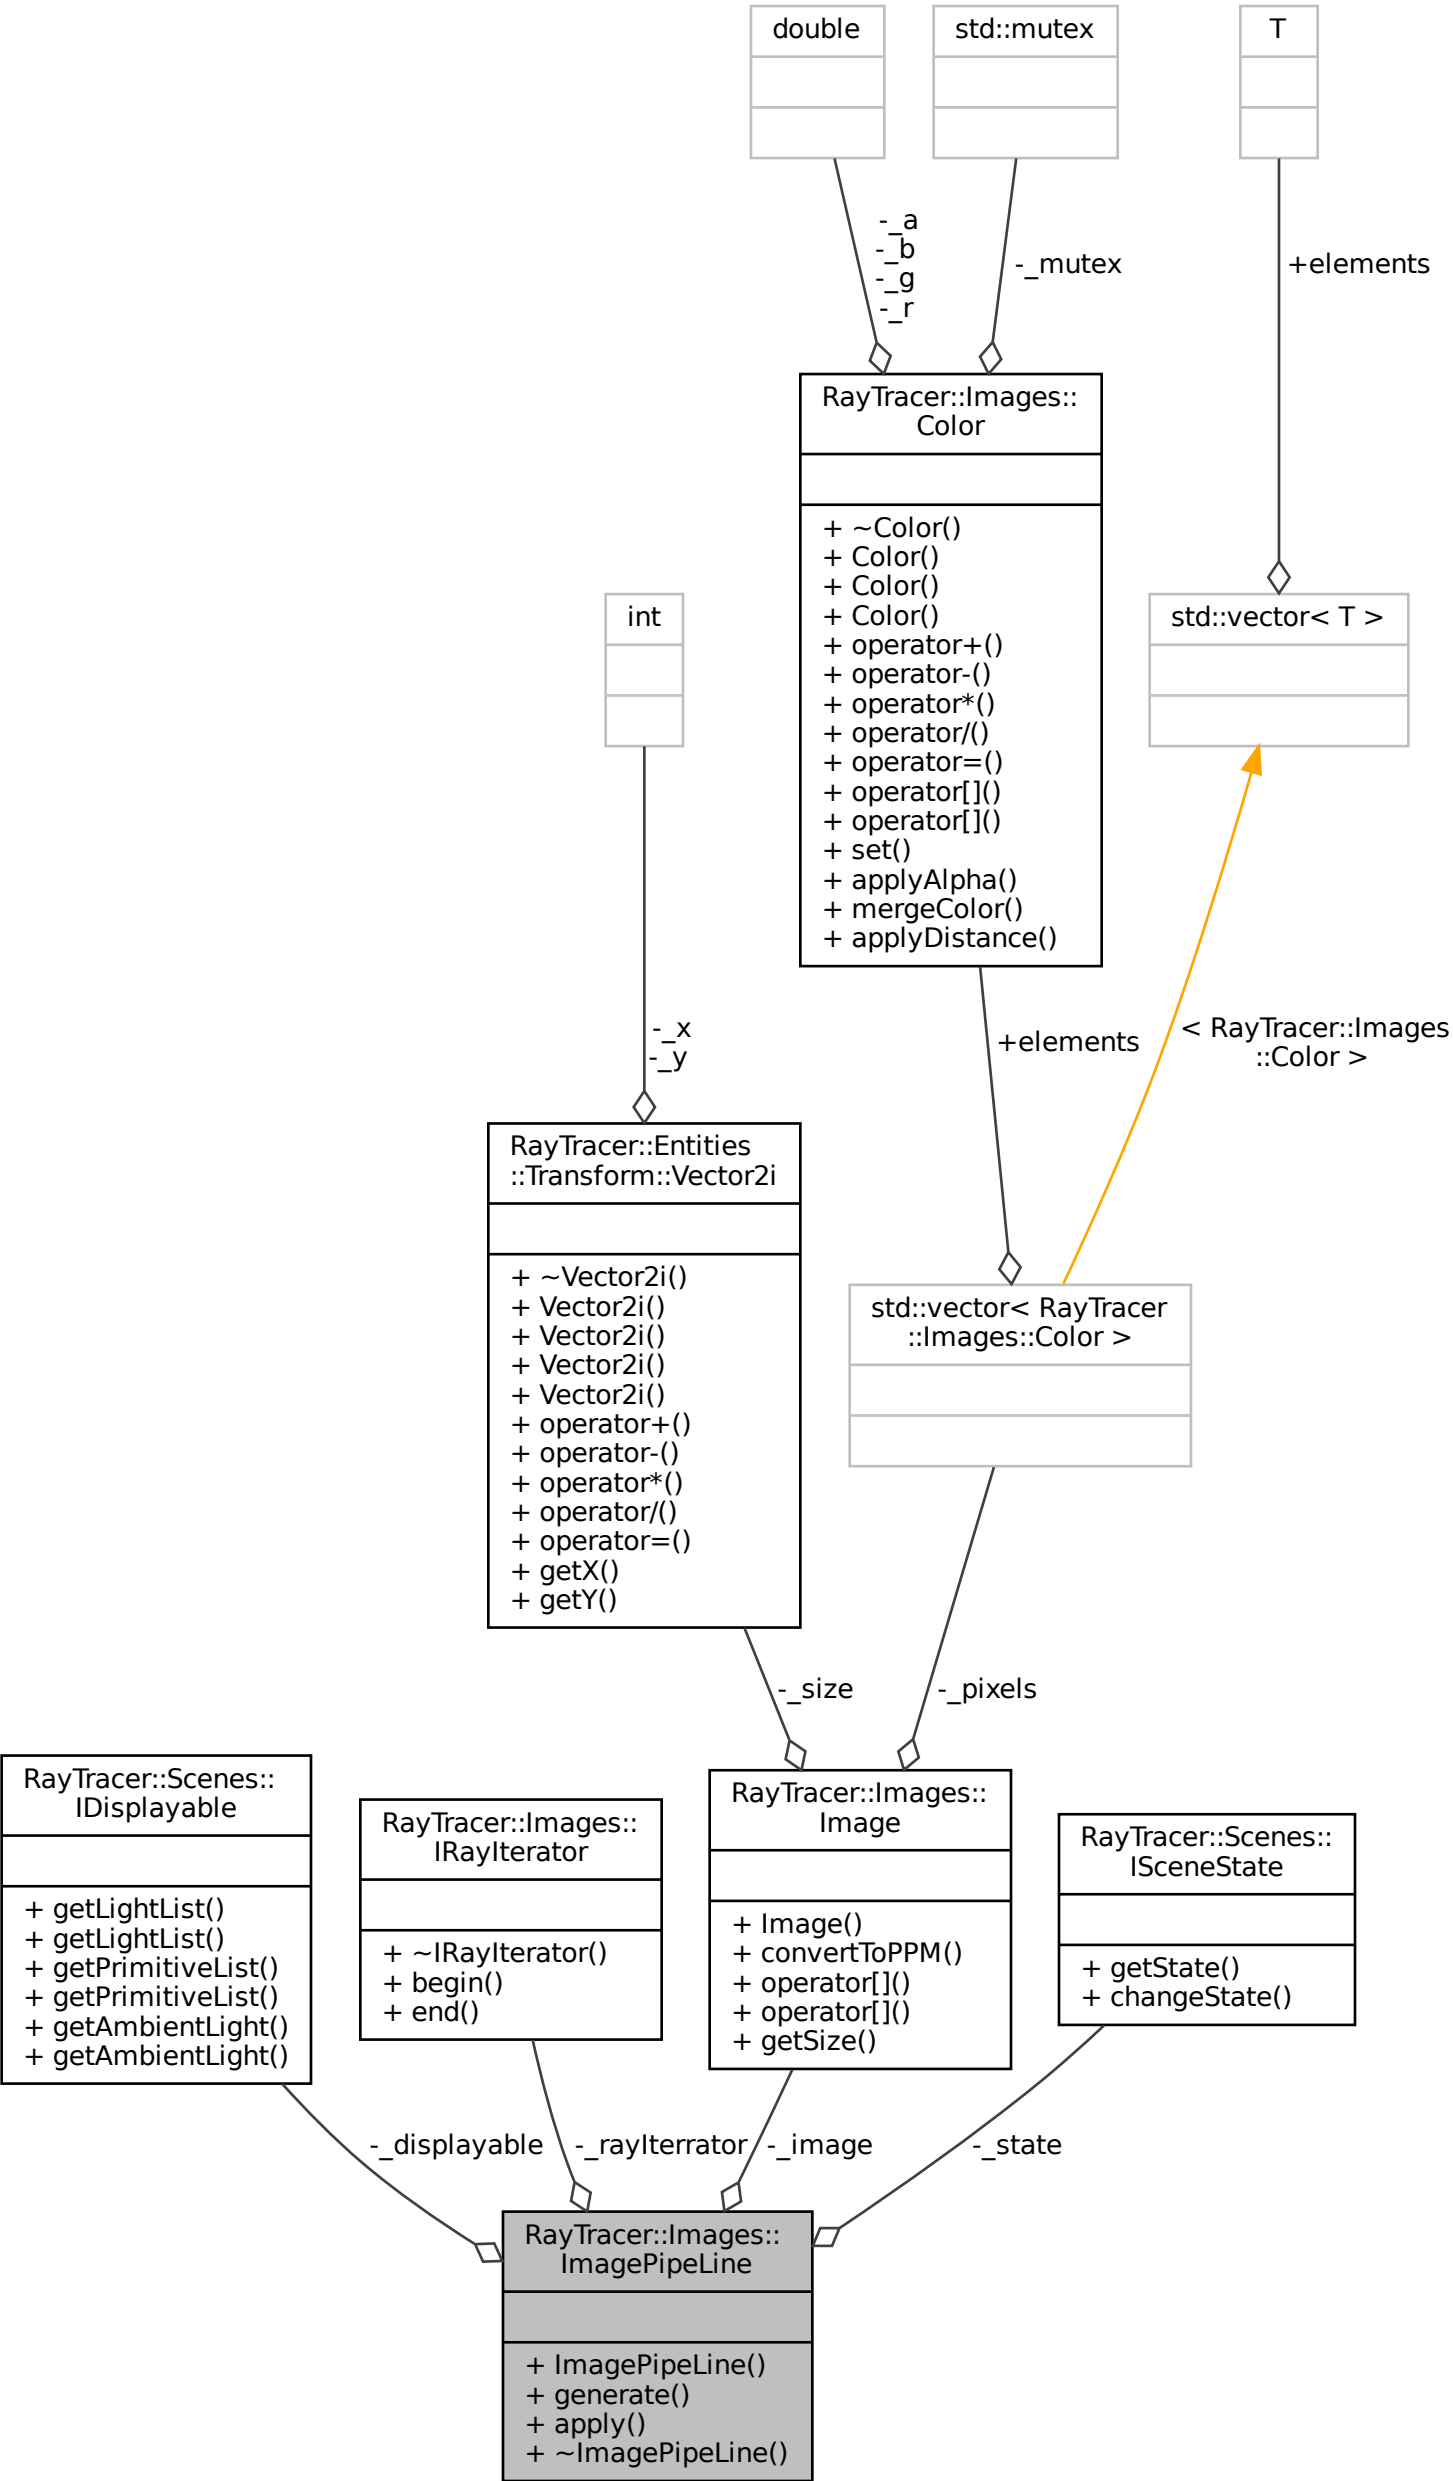 double
std::mutex
T
-_a
-_b
-_g
-_r
-_mutex
+elements
RayTracer::Images::
Color
+ ~Color()
+ Color()
+ Color()
+ Color()
+ operator+()
+ operator-()
+ operator*()
+ operator/()
+ operator=()
+ operator[]()
+ operator[]()
+ set()
+ applyAlpha()
+ mergeColor()
+ applyDistance()
int
std::vector< T >
-_x
-_y
+elements
< RayTracer::Images
::Color >
RayTracer::Entities
::Transform::Vector2i
+ ~Vector2i()
+ Vector2i()
+ Vector2i()
+ Vector2i()
+ Vector2i()
+ operator+()
+ operator-()
+ operator*()
+ operator/()
+ operator=()
+ getX()
+ getY()
std::vector< RayTracer
::Images::Color >
-_size
-_pixels
RayTracer::Scenes::
IDisplayable
+ getLightList()
+ getLightList()
+ getPrimitiveList()
+ getPrimitiveList()
+ getAmbientLight()
+ getAmbientLight()
RayTracer::Images::
IRayIterator
+ ~IRayIterator()
+ begin()
+ end()
RayTracer::Images::
Image
+ Image()
+ convertToPPM()
+ operator[]()
+ operator[]()
+ getSize()
RayTracer::Scenes::
ISceneState
+ getState()
+ changeState()
-_displayable
-_rayIterrator
-_image
-_state
RayTracer::Images::
ImagePipeLine
+ ImagePipeLine()
+ generate()
+ apply()
+ ~ImagePipeLine()